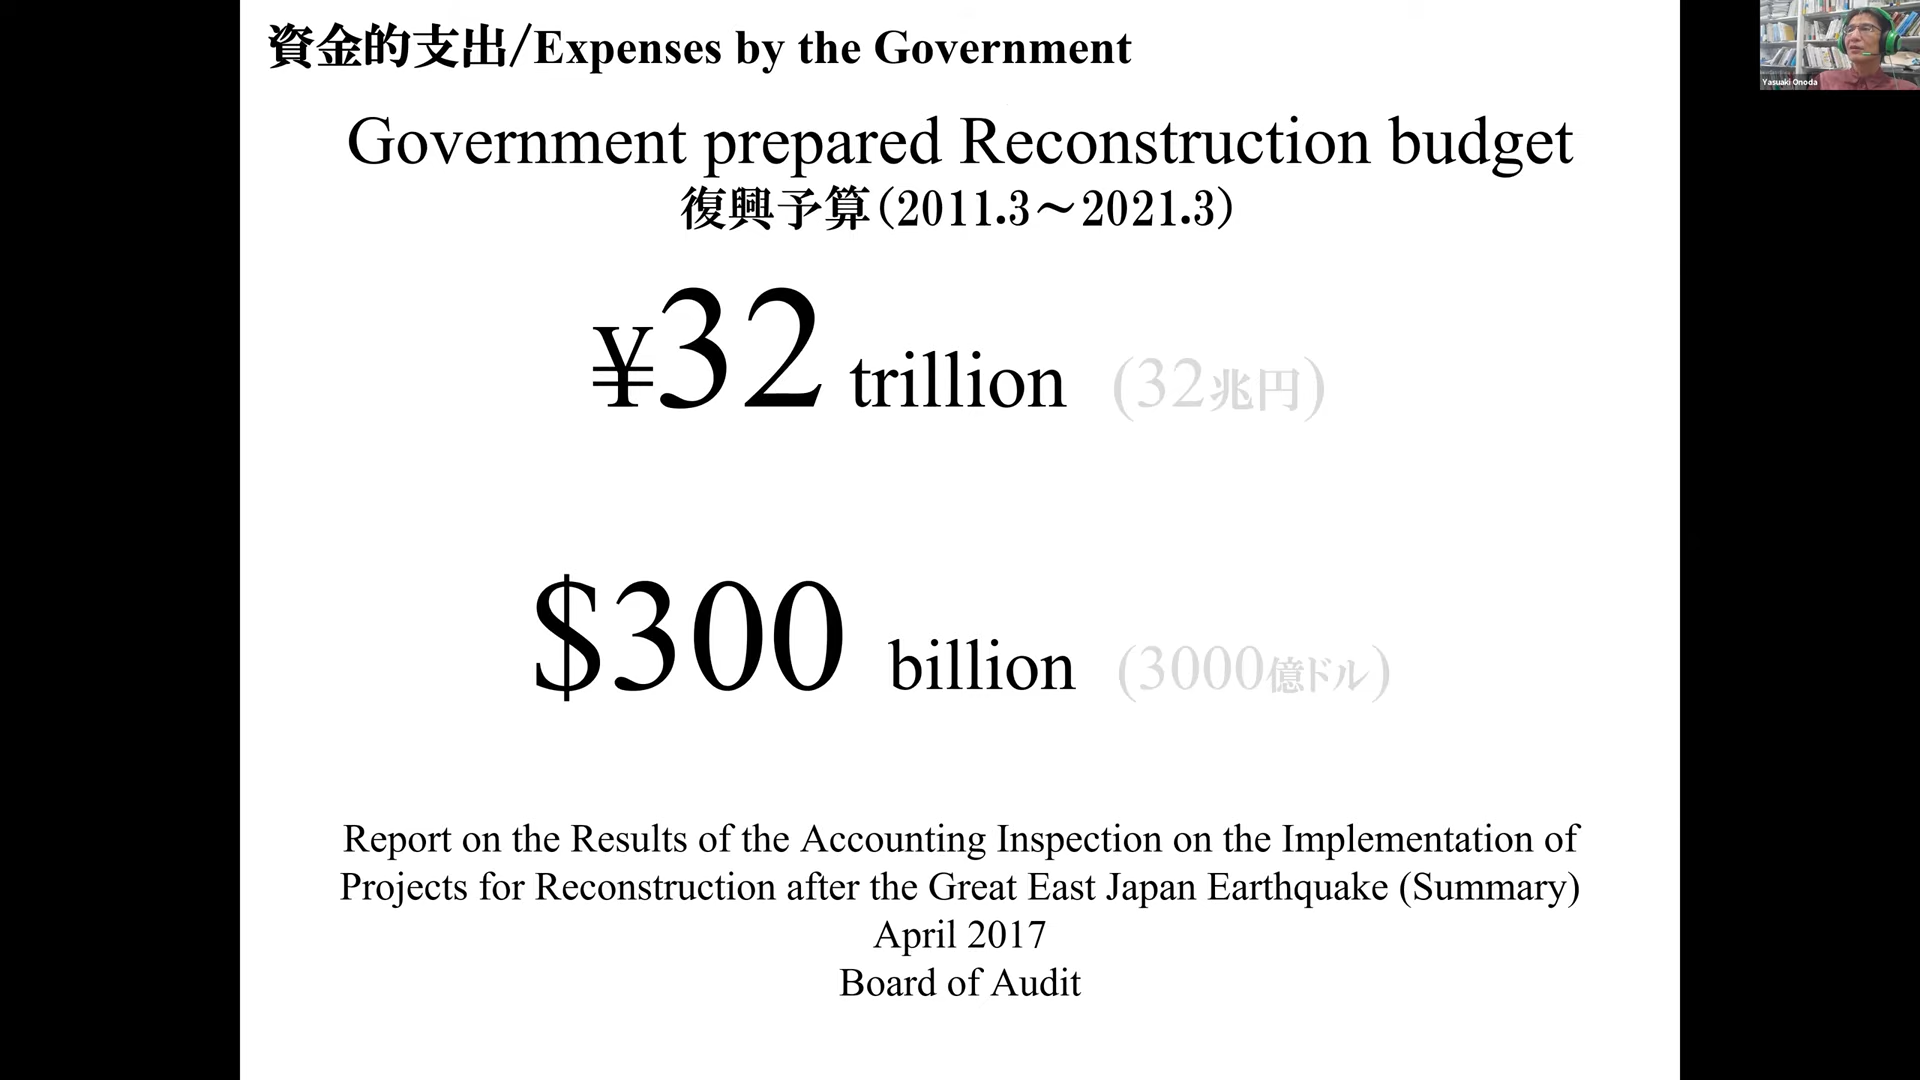 資金的支出/Expenses by the Government
Yasuaki Onoda
Government prepared Reconstruction budget
復興予算(2011.3〜2021.3)
¥32 trillion (32兆円)
$300 billion (3000億ドル)
Report on the Results of the Accounting Inspection on the Implementation of
Projects for Reconstruction after the Great East Japan Earthquake (Summary)
April 2017
Board of Audit